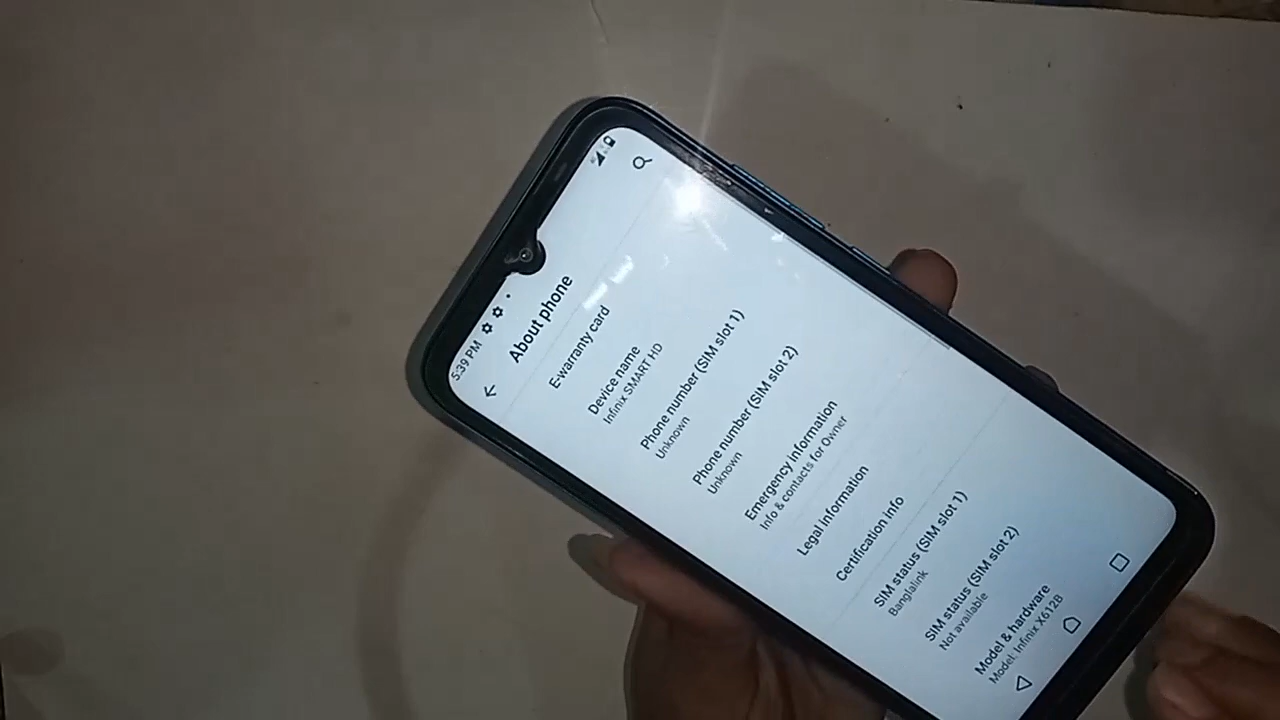 5:39 PM
About phone
E-warranty card
Device name
Infinix SMART HD
Phone number (SIM slot 1)
Unknown
Phone number (SIM slot 2)
Unknown
Emergency information
Info & contacts for Owner
Legal information
Certification info
SIM status (SIM slot 1)
Banglalink
SIM status (SIM slot 2)
Not available
Model & hardware
Model: Infinix X612B